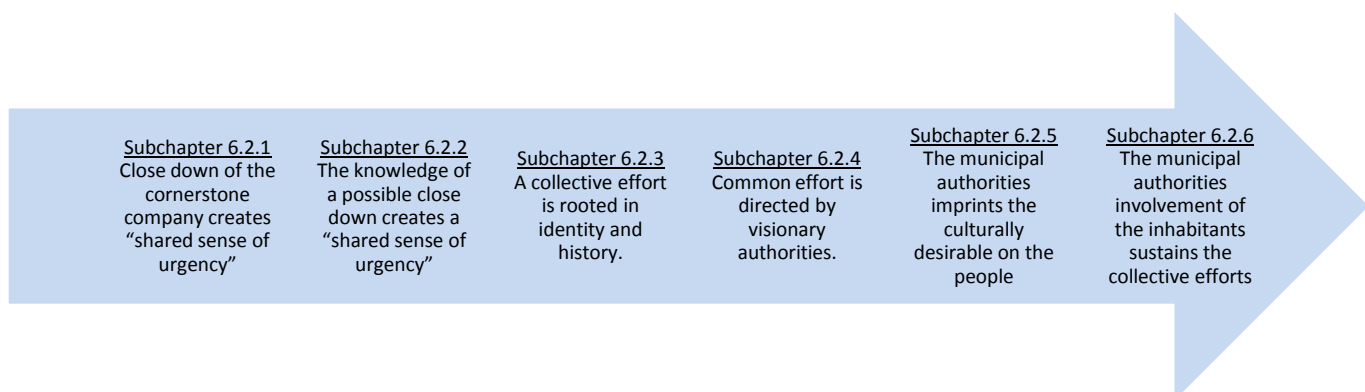 Subchapter 6.2.1
Close down of the
cornerstone
company creates
“shared sense of
urgency”
Subchapter 6.2.2
The knowledge of
a possible close
down creates a
“shared sense of
urgency”
Subchapter 6.2.3
A collective effort
is rooted in
identity and
history.
Subchapter 6.2.4
Common effort is
directed by
visionary
authorities.
Subchapter 6.2.5
The municipal
authorities
imprints the
culturally
desirable on the
people
Subchapter 6.2.6
The municipal
authorities
involvement of
the inhabitants
sustains the
collective efforts